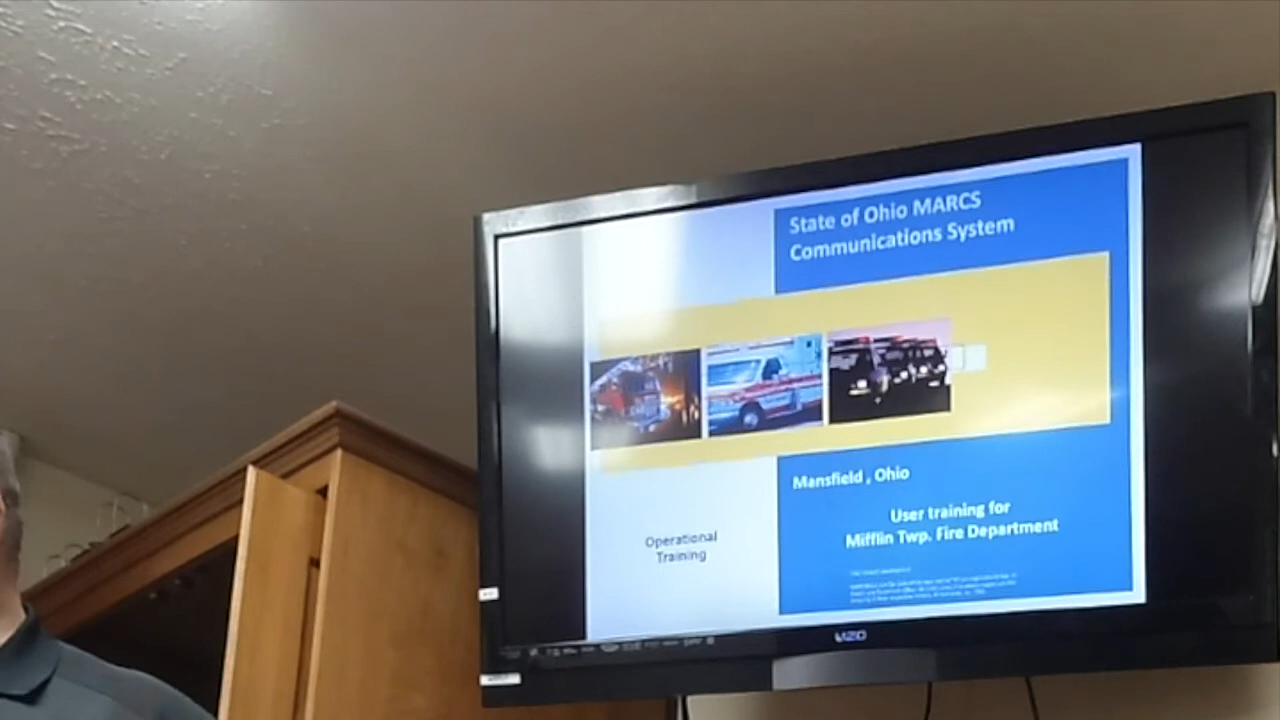 State of Ohio MARCS
Communications System
Mansfield , Ohio
User training for
Mifflin Twp. Fire Department
Operational
Training
VIZIO